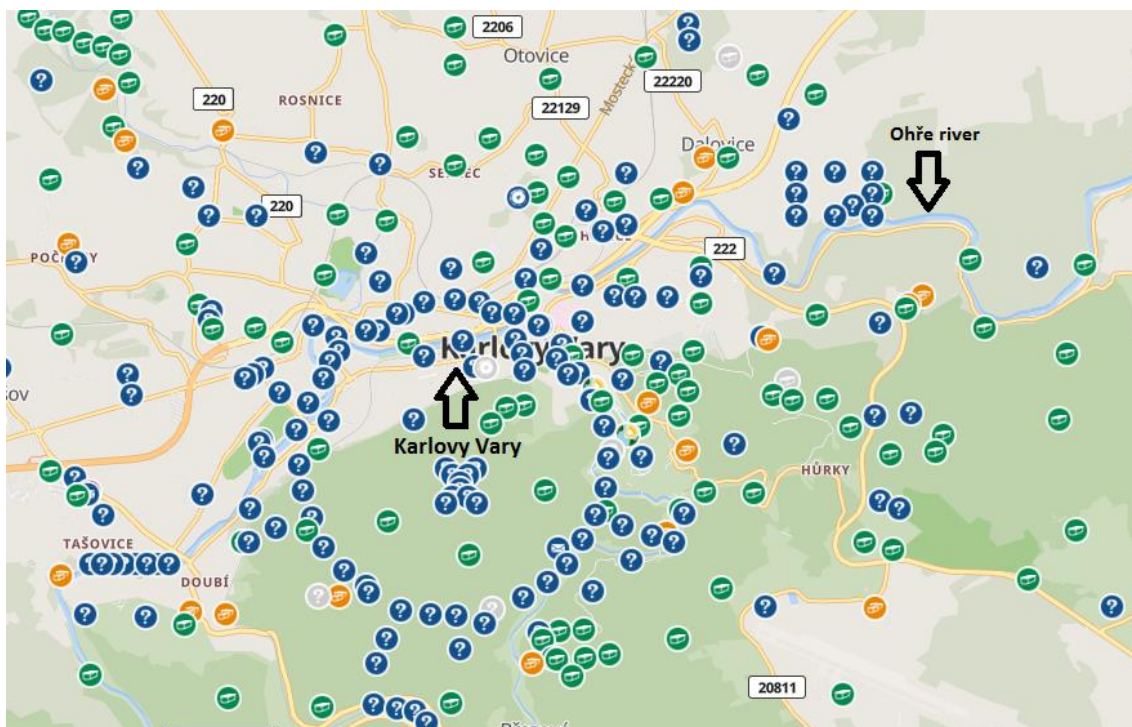 2206
Otovice
220
ROSNICE
22129
Mostecká
22220
Dalovice
Ohře river
220
222
Karlovy Vary
Karlovy Vary
HŮRKY
TAŠOVICE
DOUBÍ
20811